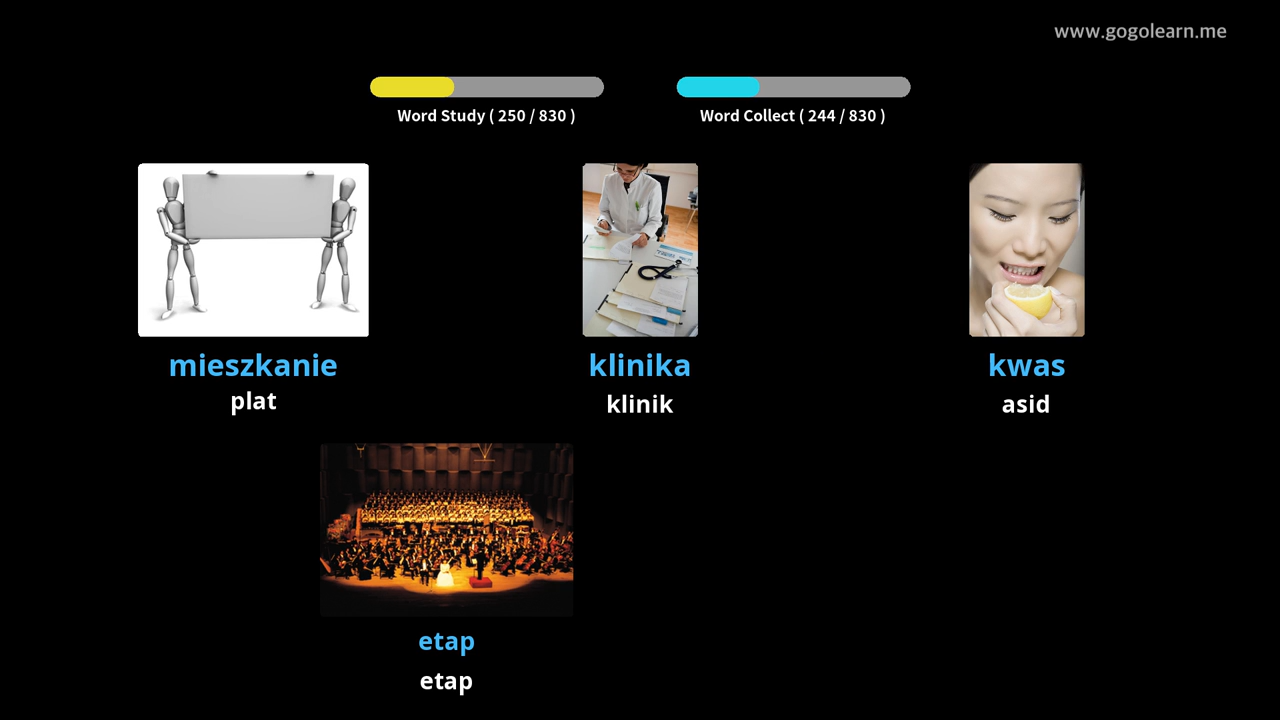 www.gogolearn.me
Word Study ( 250 / 830 )
Word Collect ( 244 / 830 )
mieszkanie
plat
klinika
klinik
kwas
asid
etap
etap